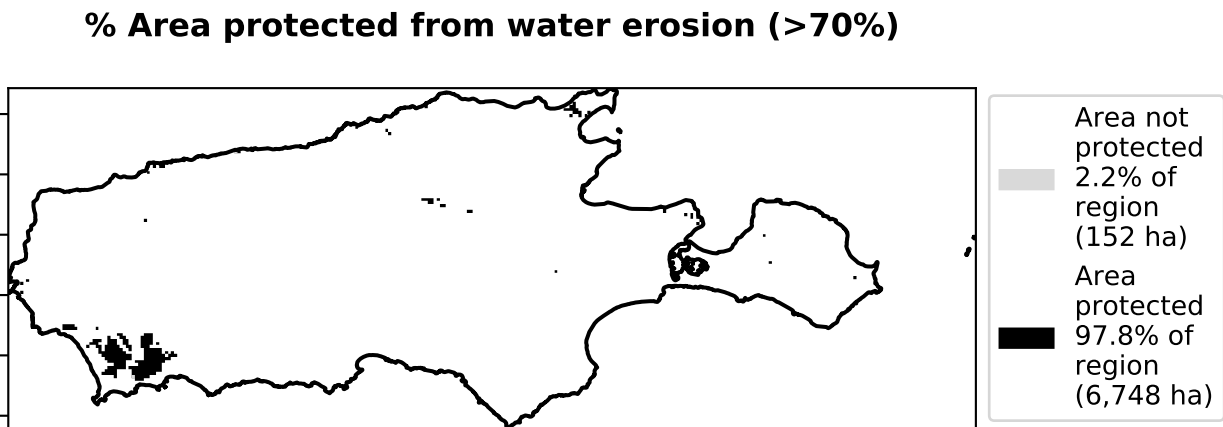 % Area protected from water erosion (>70%)
Area not
protected
2.2% of
region
(152 ha)
Area
protected
97.8% of
region
(6,748 ha)